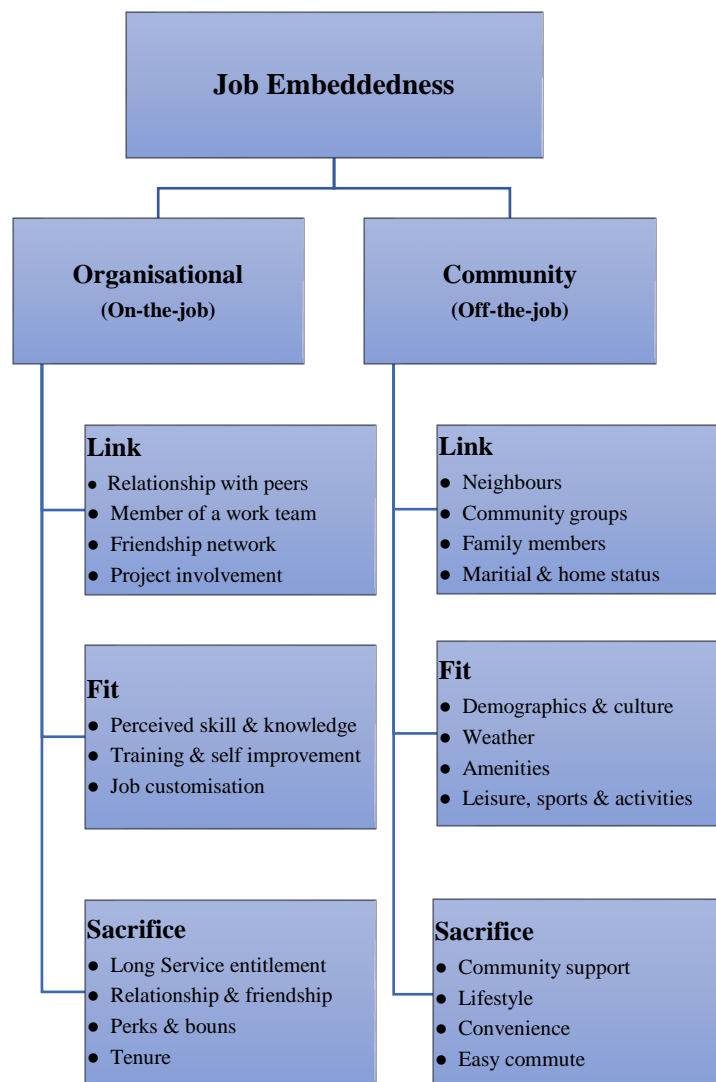 Job Embeddedness
Organisational
(On-the-job)
Link
● Relationship with peers
● Member of a work team
● Friendship network
● Project involvement
Fit
● Perceived skill & knowledge
● Training & self improvement
● Job customisation
Sacrifice
● Long Service entitlement
● Relationship & friendship
● Perks & bouns
● Tenure
Community
(Off-the-job)
Link
● Neighbours
● Community groups
● Family members
● Maritial & home status
Fit
● Demographics & culture
● Weather
● Amenities
● Leisure, sports & activities
Sacrifice
● Community support
● Lifestyle
● Convenience
● Easy commute